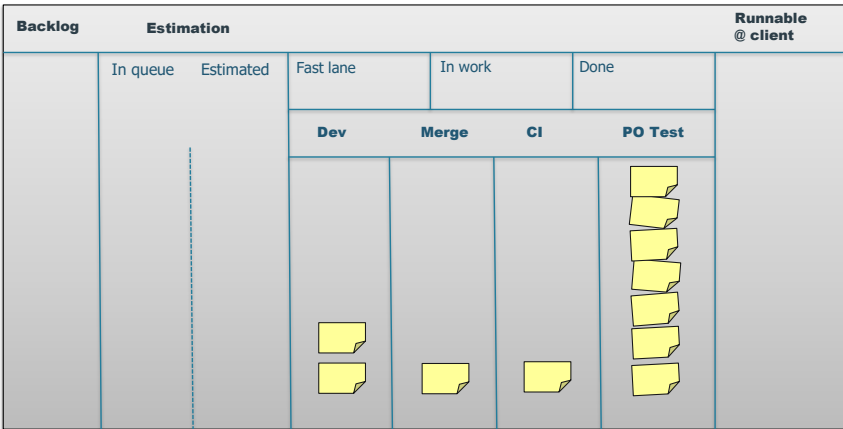 Backlog
Estimation
Runnable
@ client
In queue
Estimated
Fast lane
In work
Done
Dev
Merge
CI
PO Test